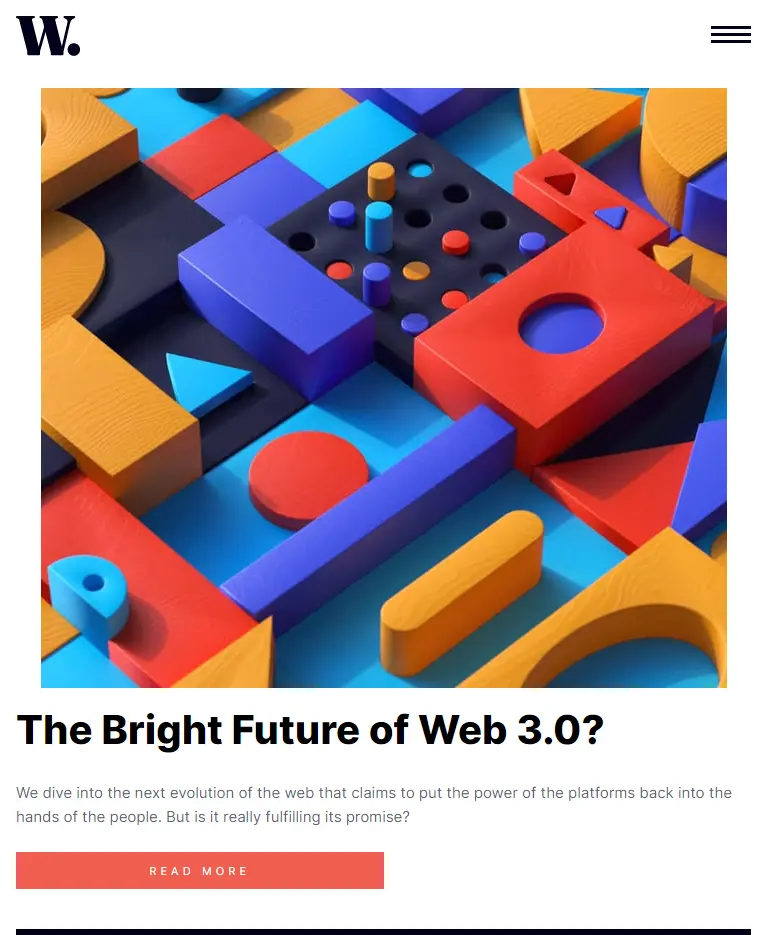 W.
The Bright Future of Web 3.0?
We dive into the next evolution of the web that claims to put the power of the platforms back into the
hands of the people. But is it really fulfilling its promise?
READ MORE